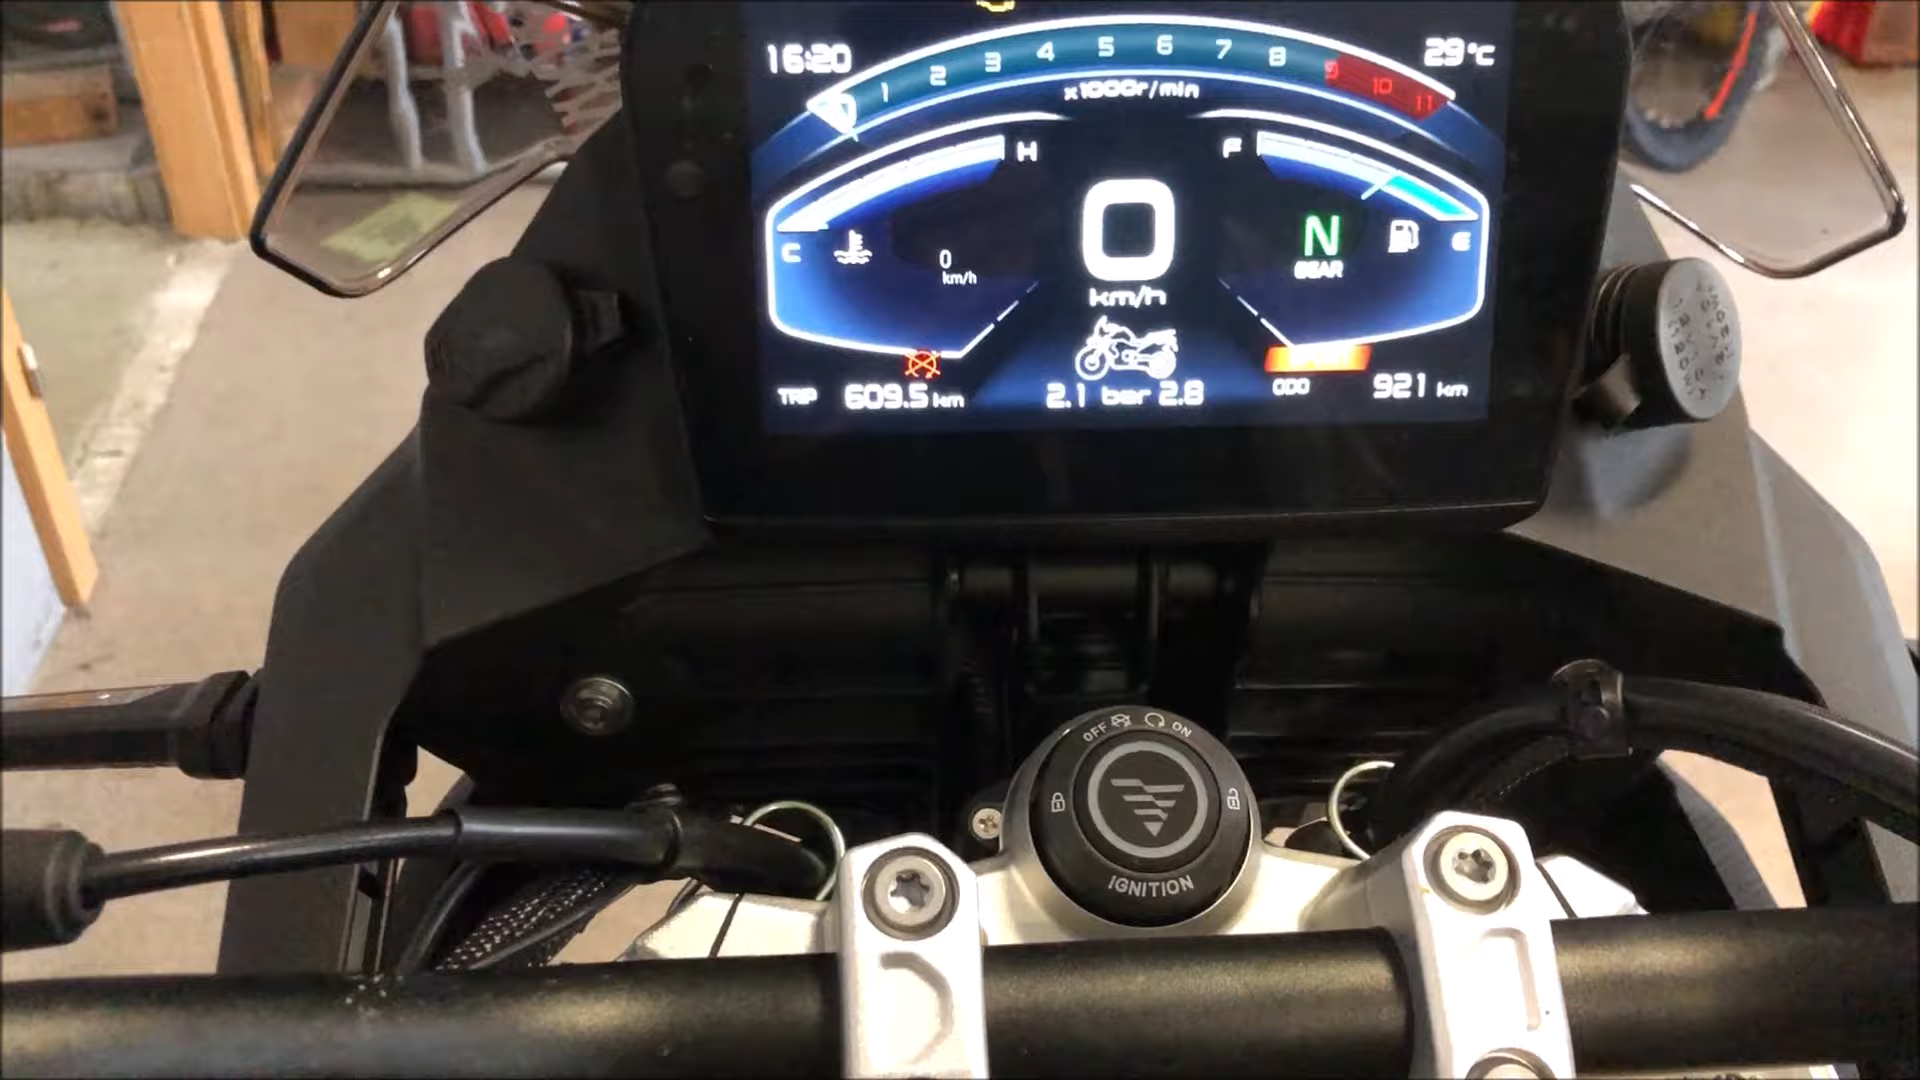 16:20
1 2 3 4 5 6 7 8 9 10 11
29°C
x1000r/min
H
F
0
N
C
E
0
km/h
GEAR
km/h
TRIP 609.5 km
2.1 bar 2.8
ODO 921 km
OFF ON
IGNITION